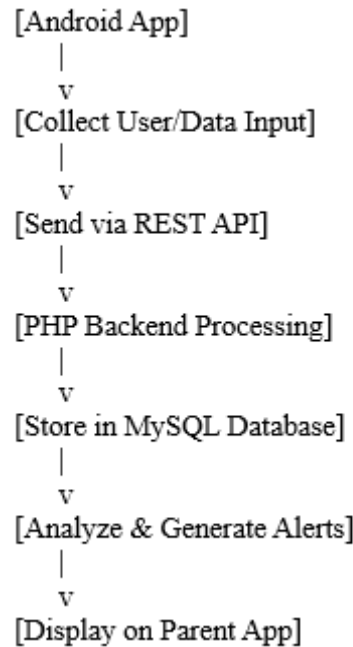 [Android App]
|
v
[Collect User/Data Input]
|
v
[Send via REST API]
|
v
[PHP Backend Processing]
|
v
[Store in MySQL Database]
|
v
[Analyze & Generate Alerts]
|
v
[Display on Parent App]